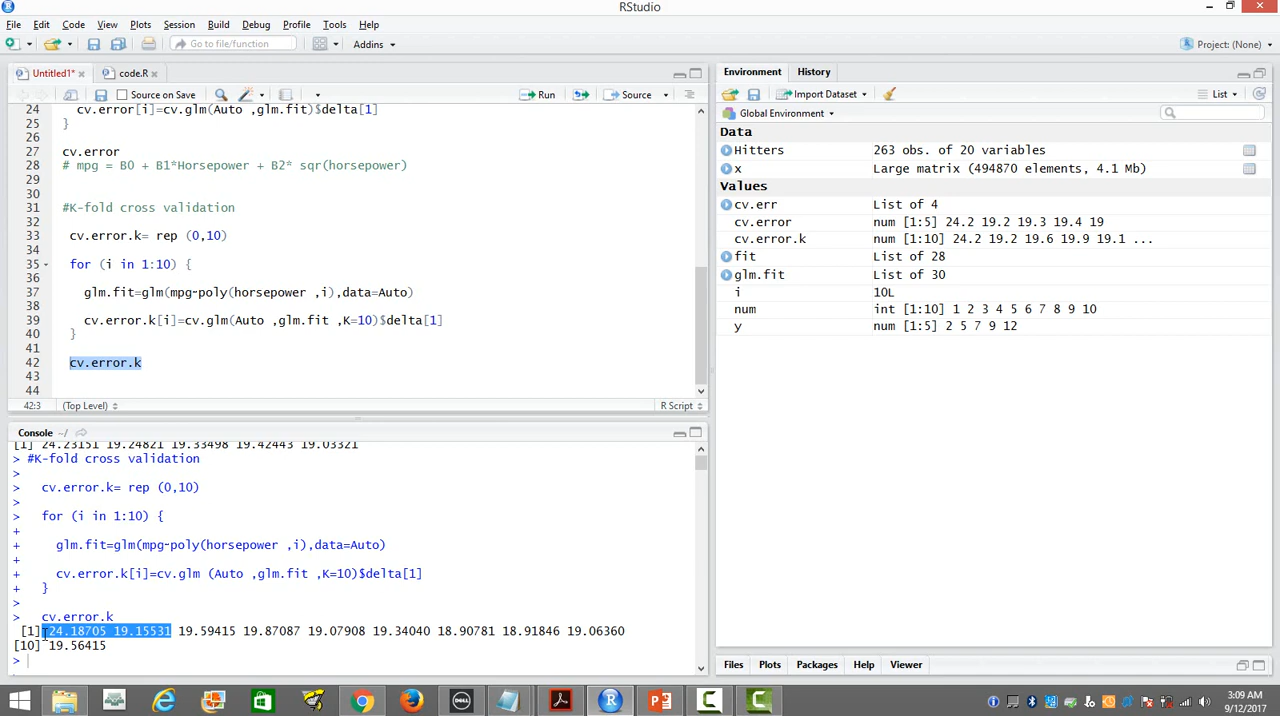 RStudio
File Edit Code View Plots Session Build Debug Profile Tools Help
Go to file/function Addins Project: (None)
Untitled1* code.R
Source on Save Run Source
24 cv.error[i]=cv.glm(Auto ,glm.fit)$delta[1]
25 }
26
27 cv.error
28 # mpg = B0 + B1*Horsepower + B2* sqr(horsepower)
29
30
31 #K-fold cross validation
32
33 cv.error.k= rep (0,10)
34
35 for (i in 1:10) {
36
37 glm.fit=glm(mpg~poly(horsepower ,i),data=Auto)
38
39 cv.error.k[i]=cv.glm(Auto ,glm.fit ,K=10)$delta[1]
40 }
41
42 cv.error.k
43
44
42:3 (Top Level) R Script
Console ~/
[1] 24.23151 19.24821 19.33498 19.42443 19.03321
> #K-fold cross validation
>
> cv.error.k= rep (0,10)
>
> for (i in 1:10) {
+
+ glm.fit=glm(mpg~poly(horsepower ,i),data=Auto)
+
+ cv.error.k[i]=cv.glm (Auto ,glm.fit ,K=10)$delta[1]
+ }
>
> cv.error.k
[1] 24.18705 19.15531 19.59415 19.87087 19.07908 19.34040 18.90781 18.91846 19.06360
[10] 19.56415
>
Environment History
Import Dataset List
Global Environment
Data
Hitters 263 obs. of 20 variables
x Large matrix (494870 elements, 4.1 Mb)
Values
cv.err List of 4
cv.error num [1:5] 24.2 19.2 19.3 19.4 19
cv.error.k num [1:10] 24.2 19.2 19.6 19.9 19.1 ...
fit List of 28
glm.fit List of 30
i 10L
num int [1:10] 1 2 3 4 5 6 7 8 9 10
y num [1:5] 2 5 7 9 12
Files Plots Packages Help Viewer
3:09 AM
9/12/2017